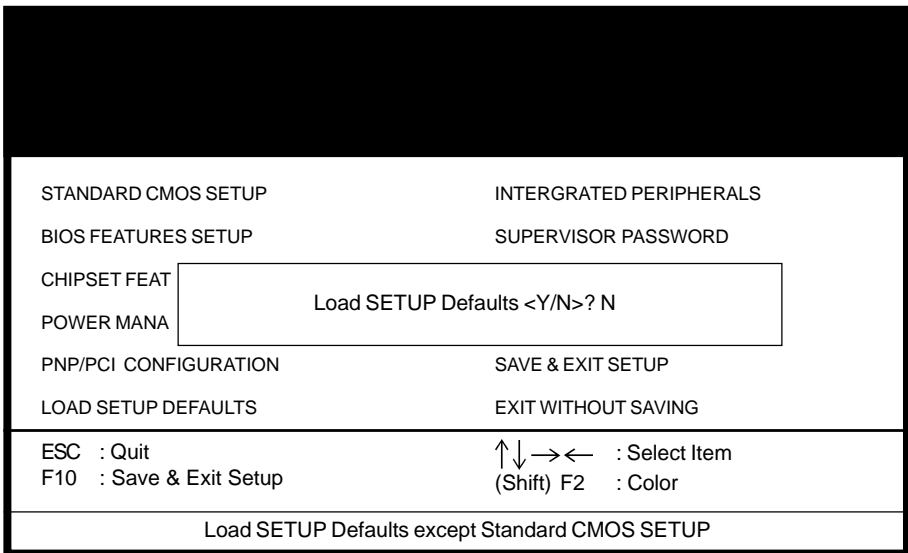 STANDARD CMOS SETUP
INTERGRATED PERIPHERALS
BIOS FEATURES SETUP
SUPERVISOR PASSWORD
CHIPSET FEAT
Load SETUP Defaults <Y/N>? N
POWER MANA
PNP/PCI CONFIGURATION
SAVE & EXIT SETUP
LOAD SETUP DEFAULTS
EXIT WITHOUT SAVING
ESC : Quit
↑↓→← : Select Item
F10 : Save & Exit Setup
(Shift) F2 : Color
Load SETUP Defaults except Standard CMOS SETUP